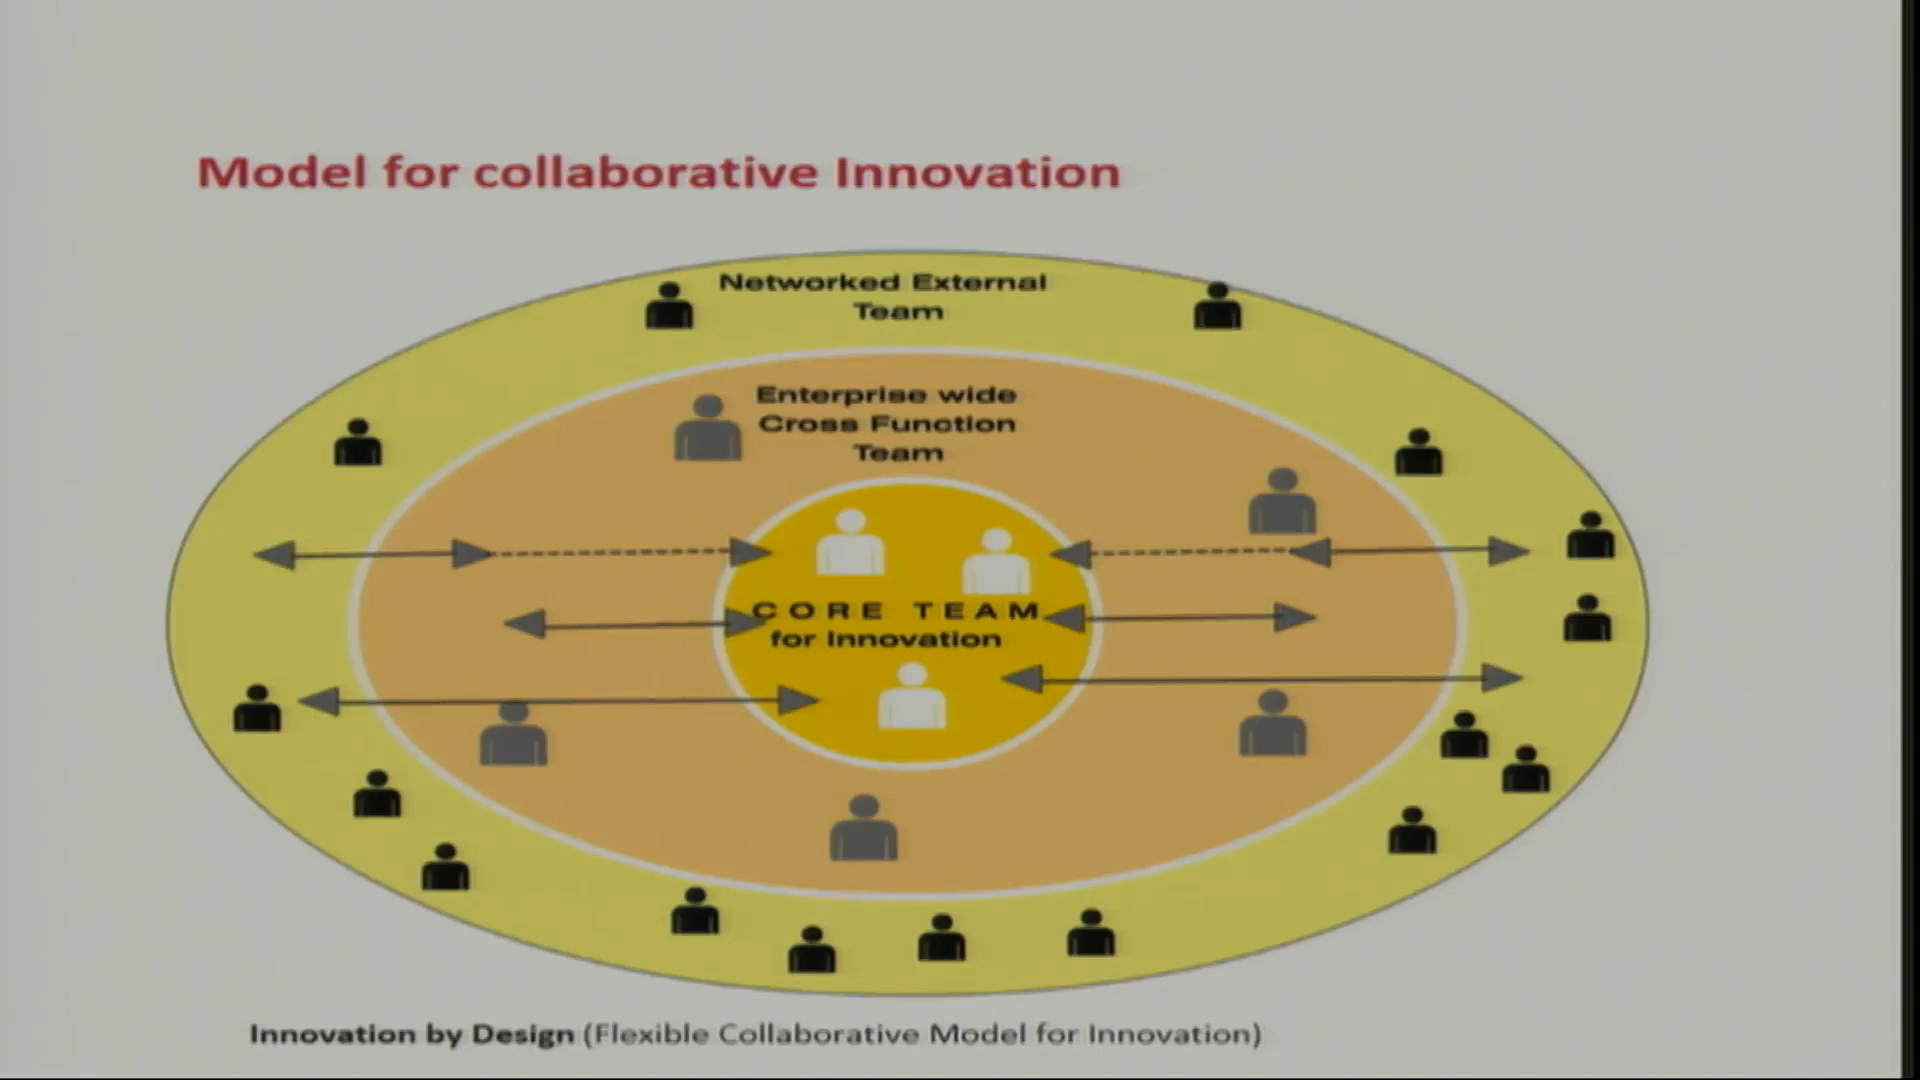 Model for collaborative Innovation
Networked External
Team
Enterprise wide
Cross Function
Team
CORE TEAM
for Innovation
Innovation by Design (Flexible Collaborative Model for Innovation)